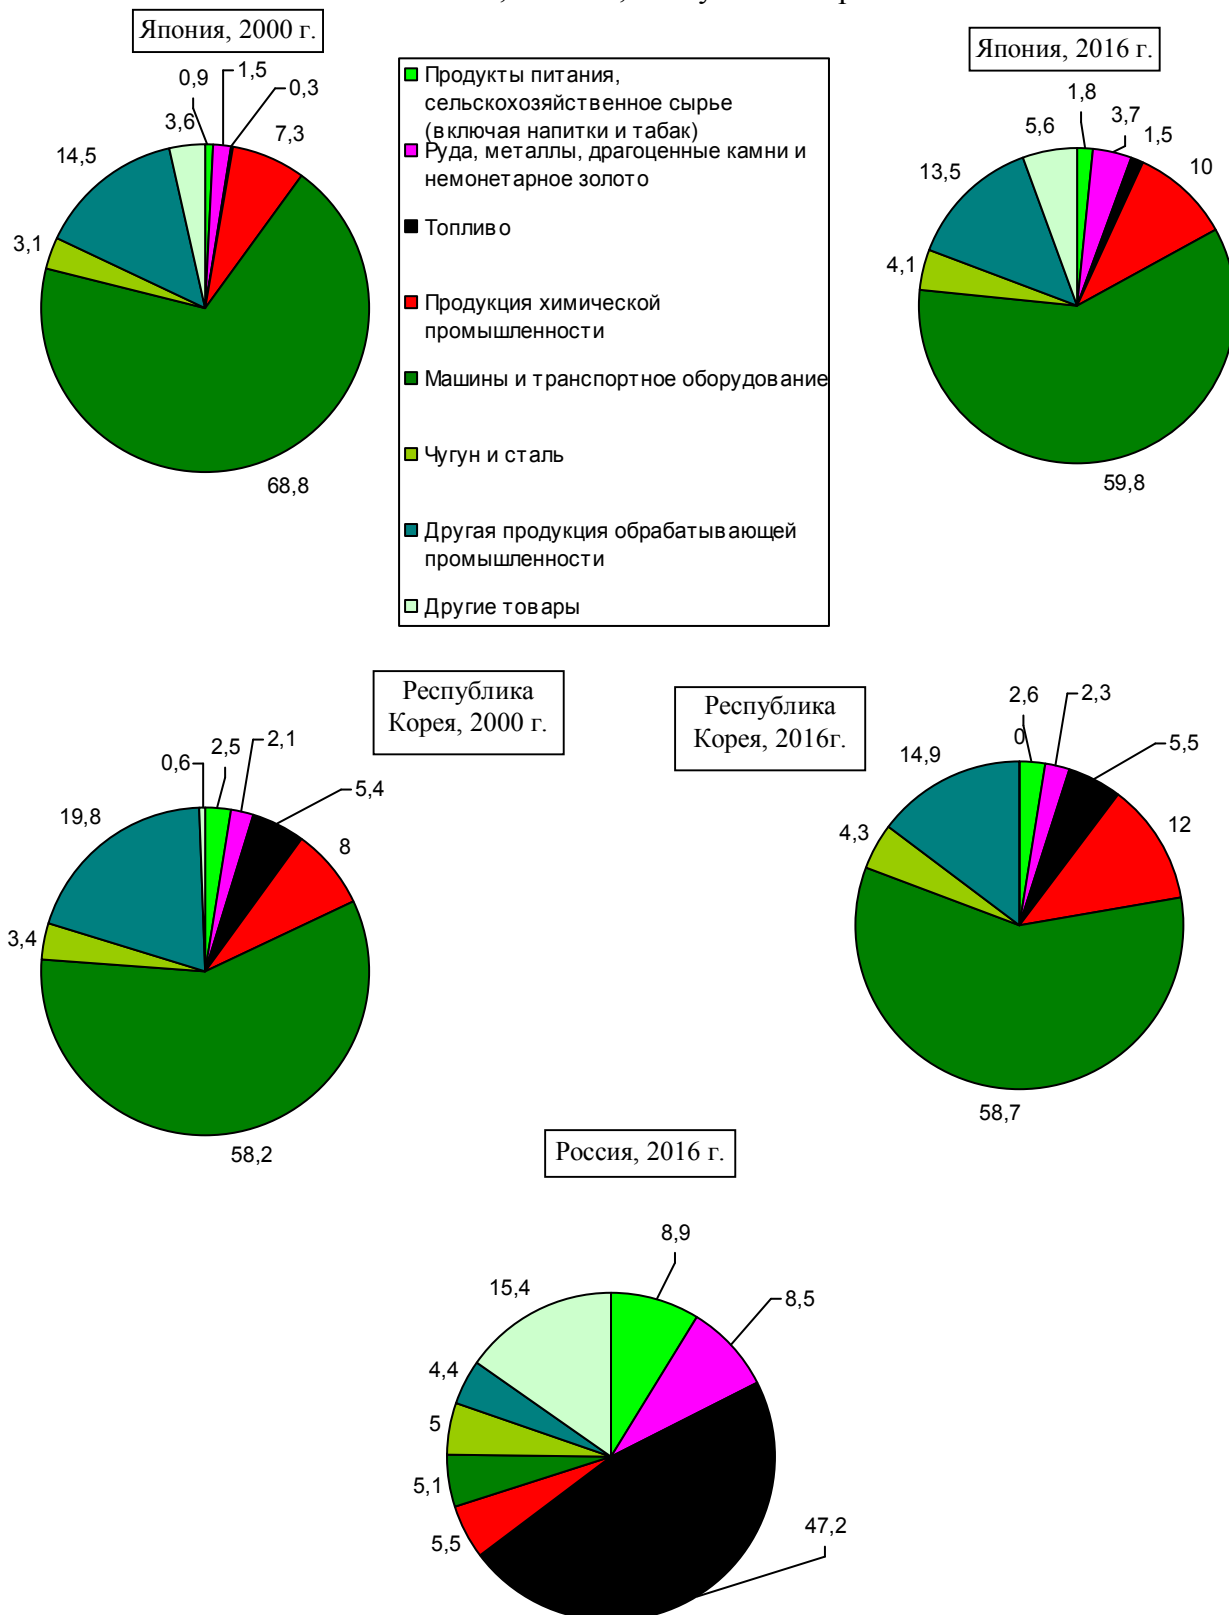 Япония, 2000 г.
Япония, 2016 г.
0,9
1,5
0,3
3,6
7,3
14,5
3,1
68,8
Продукты питания,
сельскохозяйственное сырье
(включая напитки и табак)
Руда, металлы, драгоценные камни и
немонетарное золото
Топливо
Продукция химической
промышленности
Машины и транспортное оборудование
Чугун и сталь
Другая продукция обрабатывающей
промышленности
Другие товары
1,8
3,7
1,5
5,6
10
13,5
4,1
59,8
Республика
Корея, 2000 г.
0,6
2,5
2,1
5,4
19,8
8
3,4
58,2
Республика
Корея, 2016г.
2,6
2,3
0
5,5
14,9
12
4,3
58,7
Россия, 2016 г.
8,9
15,4
8,5
4,4
5
5,1
5,5
47,2